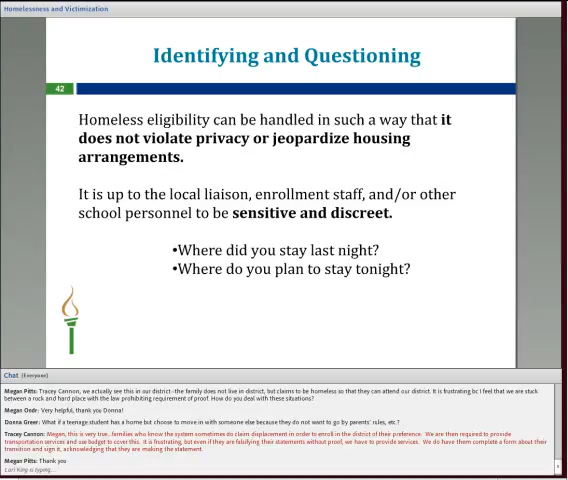 Homelessness and Victimization
Identifying and Questioning
42
Homeless eligibility can be handled in such a way that it
does not violate privacy or jeopardize housing
arrangements.
It is up to the local liaison, enrollment staff, and/or other
school personnel to be sensitive and discreet.
•Where did you stay last night?
•Where do you plan to stay tonight?
Chat (Everyone)
Megan Pitts: Tracey Cannon, we actually see this in our district--the family does not live in district, but claims to be homeless so that they can attend our district. It is frustrating bc I feel that we are stuck
between a rock and hard place with the law prohibiting requirement of proof. How do you deal with these situations?
Megan Ondr: Very helpful, thank you Donna!
Donna Greer: What if a teenage student has a home but choose to move in with someone else because they do not want to go by parents' rules, etc.?
Tracey Cannon: Megan, this is very true, families who know the system sometimes do claim displacement in order to enroll in the district of their preference. We are then required to provide
transportation services and use budget to cover this. It is frustrating, but even if they are falsifying their statements without proof, we have to provide services. We do have them complete a form about their
transition and sign it, acknowledging that they are making the statement.
Megan Pitts: Thank you
Lori King is typing...